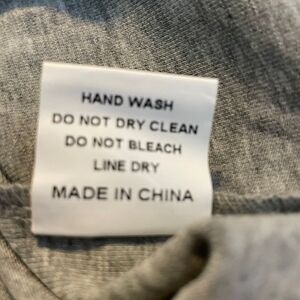 HAND WASH
DO NOT DRY CLEAN
DO NOT BLEACH
LINE DRY
MADE IN CHINA